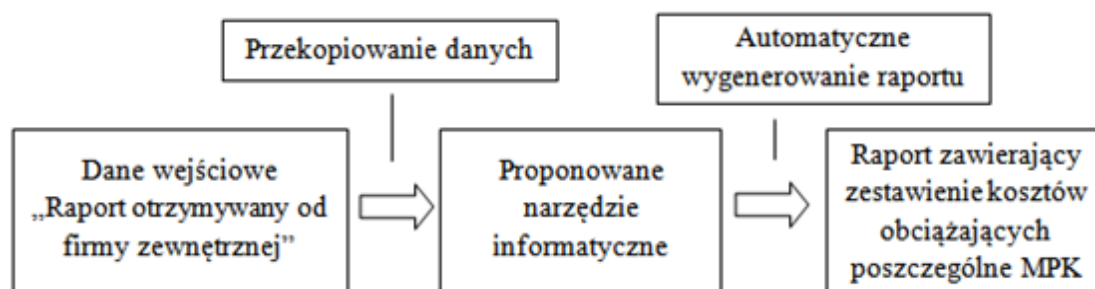 Przekopiowanie danych
Automatyczne
wygenerowanie raportu
Dane wejściowe
„Raport otrzymywany od
firmy zewnętrznej”
Proponowane
narzędzie
informatyczne
Raport zawierający
zestawienie kosztów
obciążających
poszczególne MPK